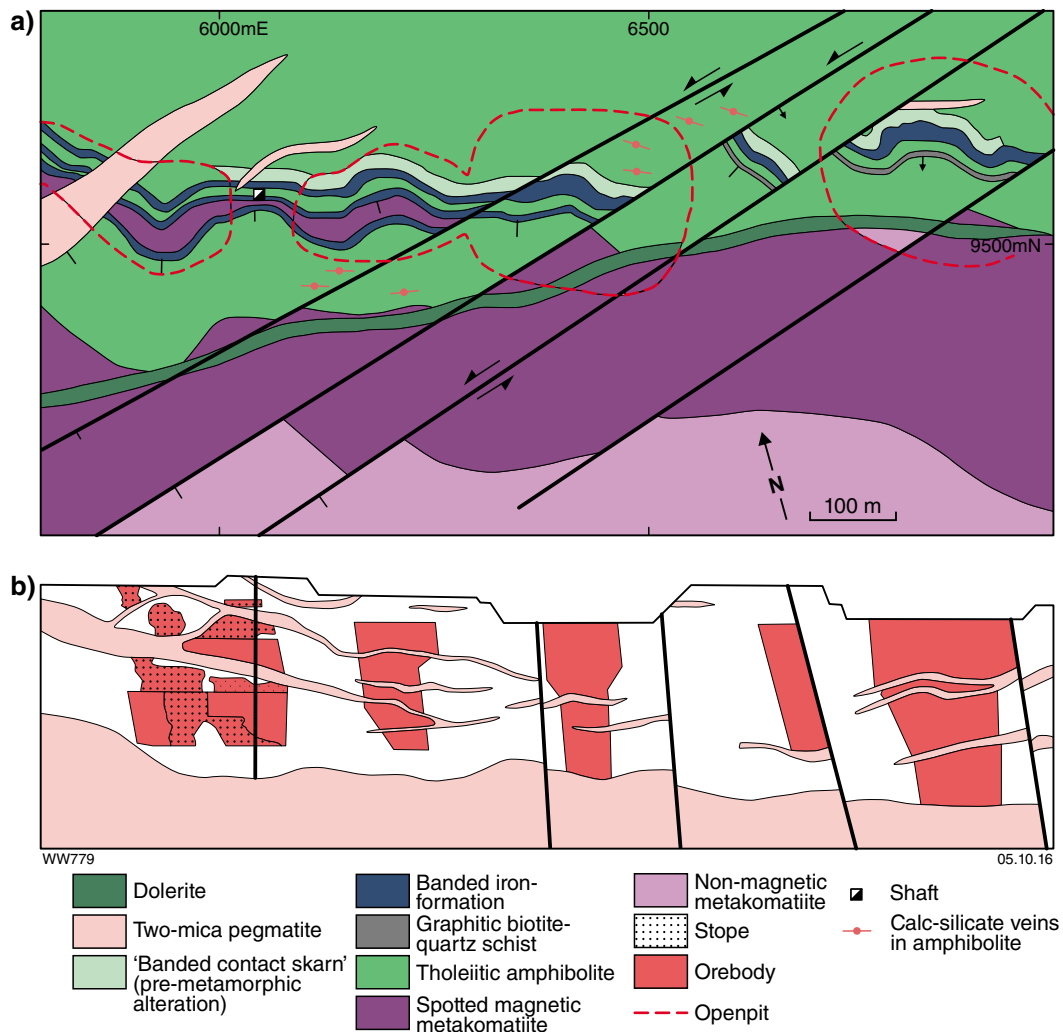 a)
6000mE
6500
9500mN
N
100 m
b)
WW779
05.10.16
Dolerite
Two-mica pegmatite
'Banded contact skarn'
(pre-metamorphic
alteration)
Banded iron-
formation
Graphitic biotite-
quartz schist
Tholeiitic amphibolite
Spotted magnetic
metakomatiite
Non-magnetic
metakomatiite
Stope
Orebody
Openpit
Shaft
Calc-silicate veins
in amphibolite